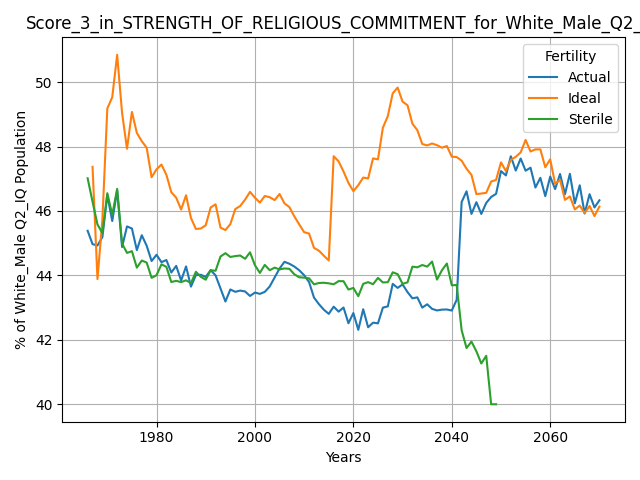 Score_3_in_STRENGTH_OF_RELIGIOUS_COMMITMENT_for_White_Male_Q2_
Fertility
Actual
Ideal
Sterile
% of White_Male Q2_IQ Population
50
48
46
44
42
40
1980
2000
2020
2040
2060
Years